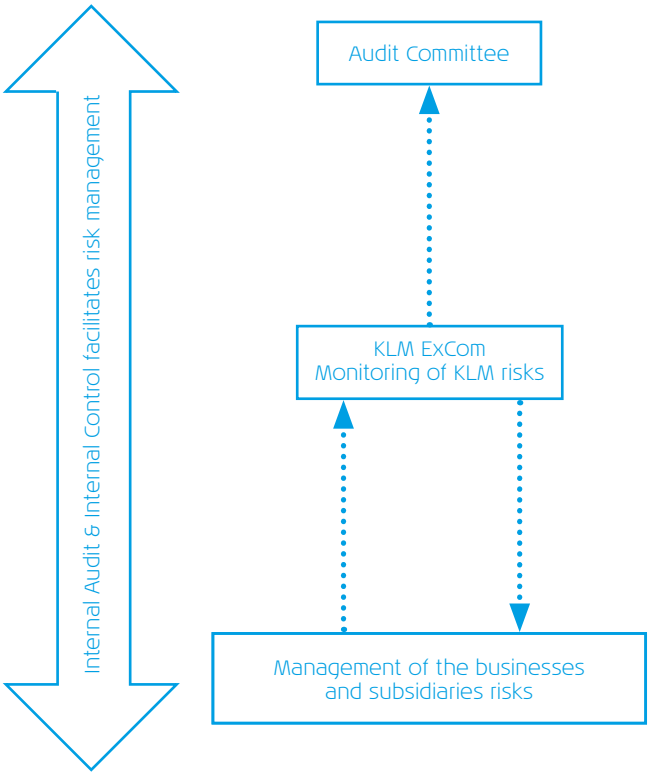 Internal Audit & Internal Control facilitates risk management
Audit Committee
KLM ExCom
Monitoring of KLM risks
Management of the businesses
and subsidiaries risks